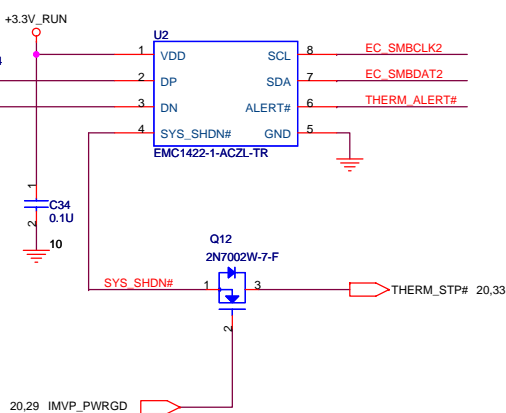 +3.3V_RUN
U2
1 VDD SCL 8 EC_SMBCLK2
2 DP SDA 7 EC_SMBDAT2
3 DN ALERT# 6 THERM_ALERT#
4 SYS_SHDN# GND 5
EMC1422-1-ACZL-TR
1
C34
0.1U
2
10
Q12
2N7002W-7-F
SYS_SHDN# 1 3 THERM_STP# 20,33
2
20,29 IMVP_PWRGD